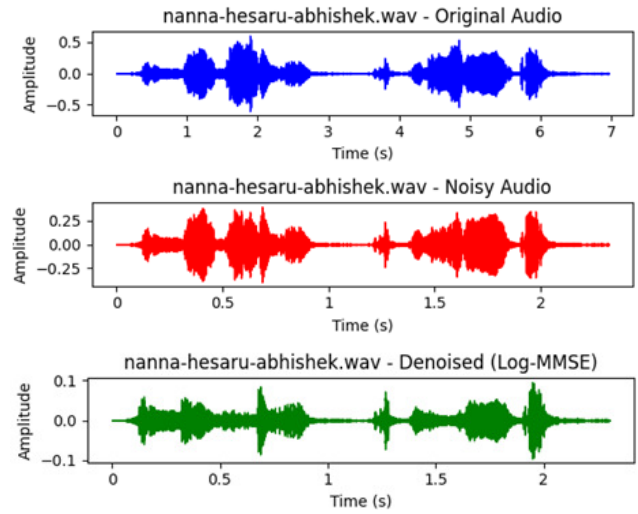 nanna-hesaru-abhishek.wav - Original Audio
Amplitude
0.5
0.0
−0.5
0 1 2 3 4 5 6 7
Time (s)
nanna-hesaru-abhishek.wav - Noisy Audio
Amplitude
0.25
0.00
−0.25
0 0.5 1 1.5 2
Time (s)
nanna-hesaru-abhishek.wav - Denoised (Log-MMSE)
Amplitude
0.1
0.0
−0.1
0 0.5 1 1.5 2
Time (s)